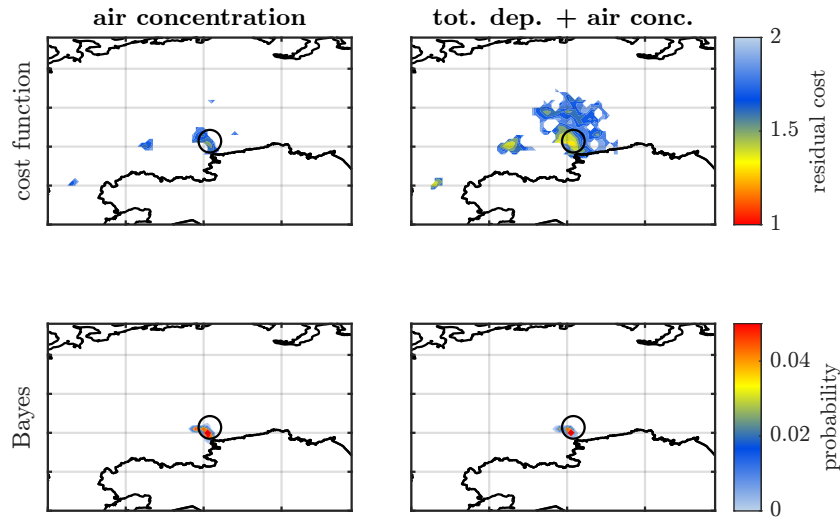 air concentration
tot. dep. + air conc.
cost function
2
1.5
1
residual cost
Bayes
0.04
0.02
0
probability